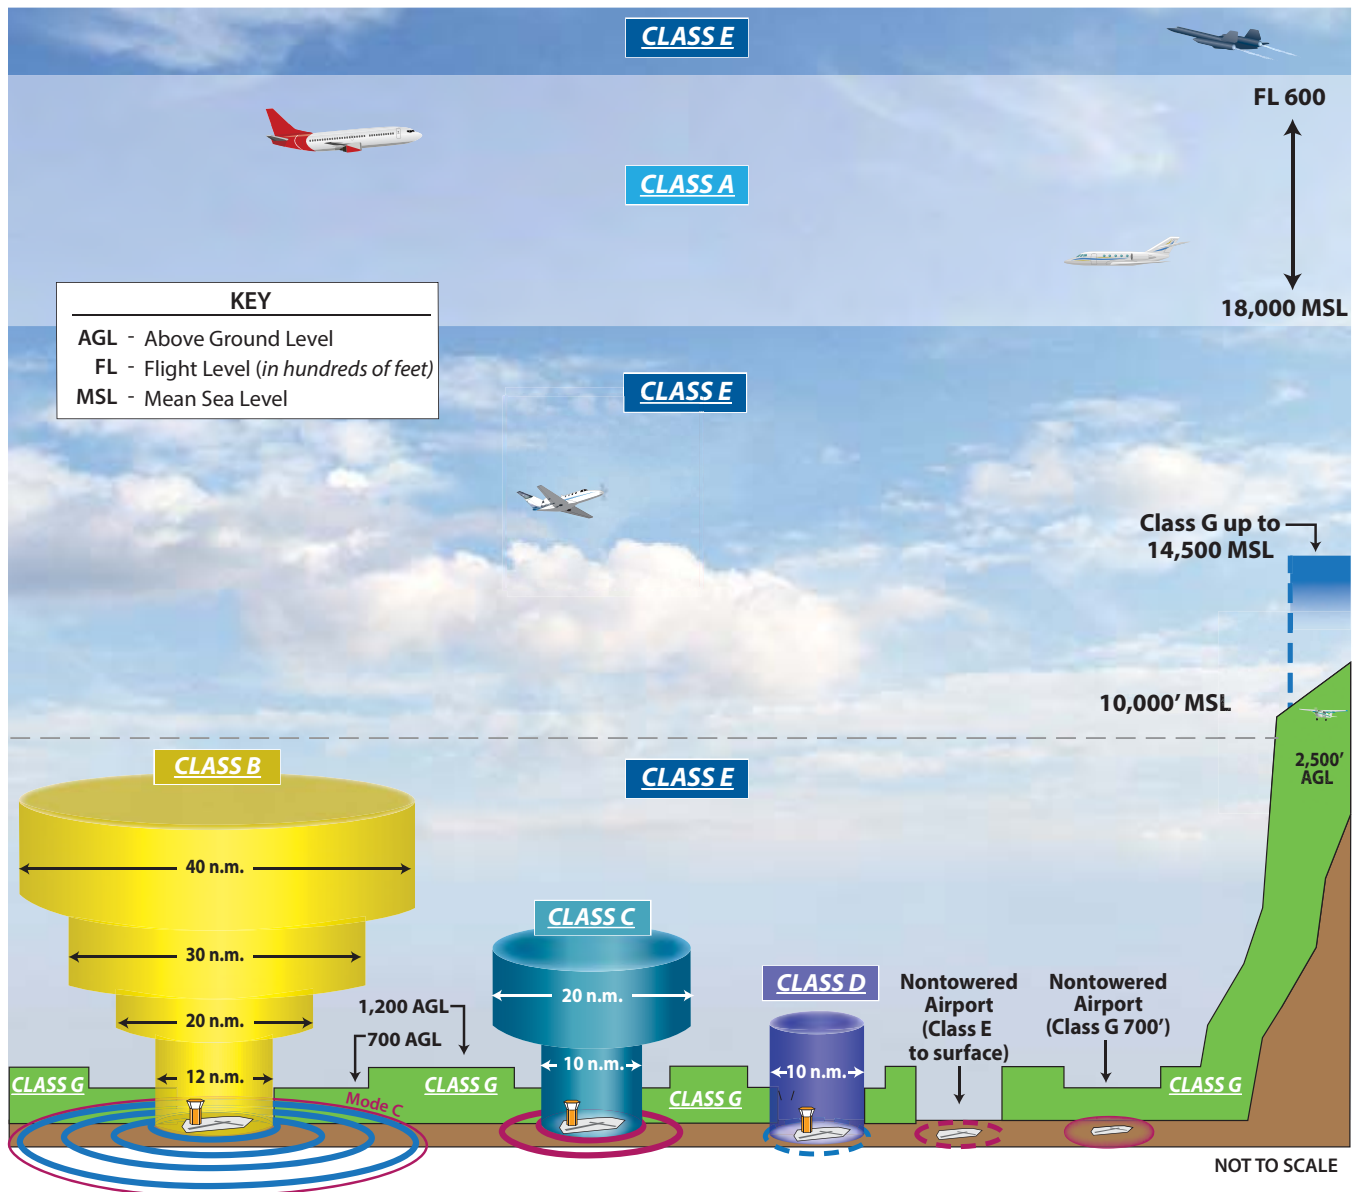 CLASS E
FL 600
CLASS A
18,000 MSL
KEY
AGL - Above Ground Level
FL - Flight Level (in hundreds of feet)
MSL - Mean Sea Level
CLASS E
Class G up to
14,500 MSL
10,000’ MSL
2,500’
AGL
CLASS B
CLASS E
40 n.m.
30 n.m.
20 n.m.
12 n.m.
1,200 AGL
700 AGL
CLASS C
20 n.m.
10 n.m.
CLASS D
10 n.m.
Nontowered
Airport
(Class E
to surface)
Nontowered
Airport
(Class G 700’)
CLASS G
CLASS G
CLASS G
CLASS G
Mode C
NOT TO SCALE